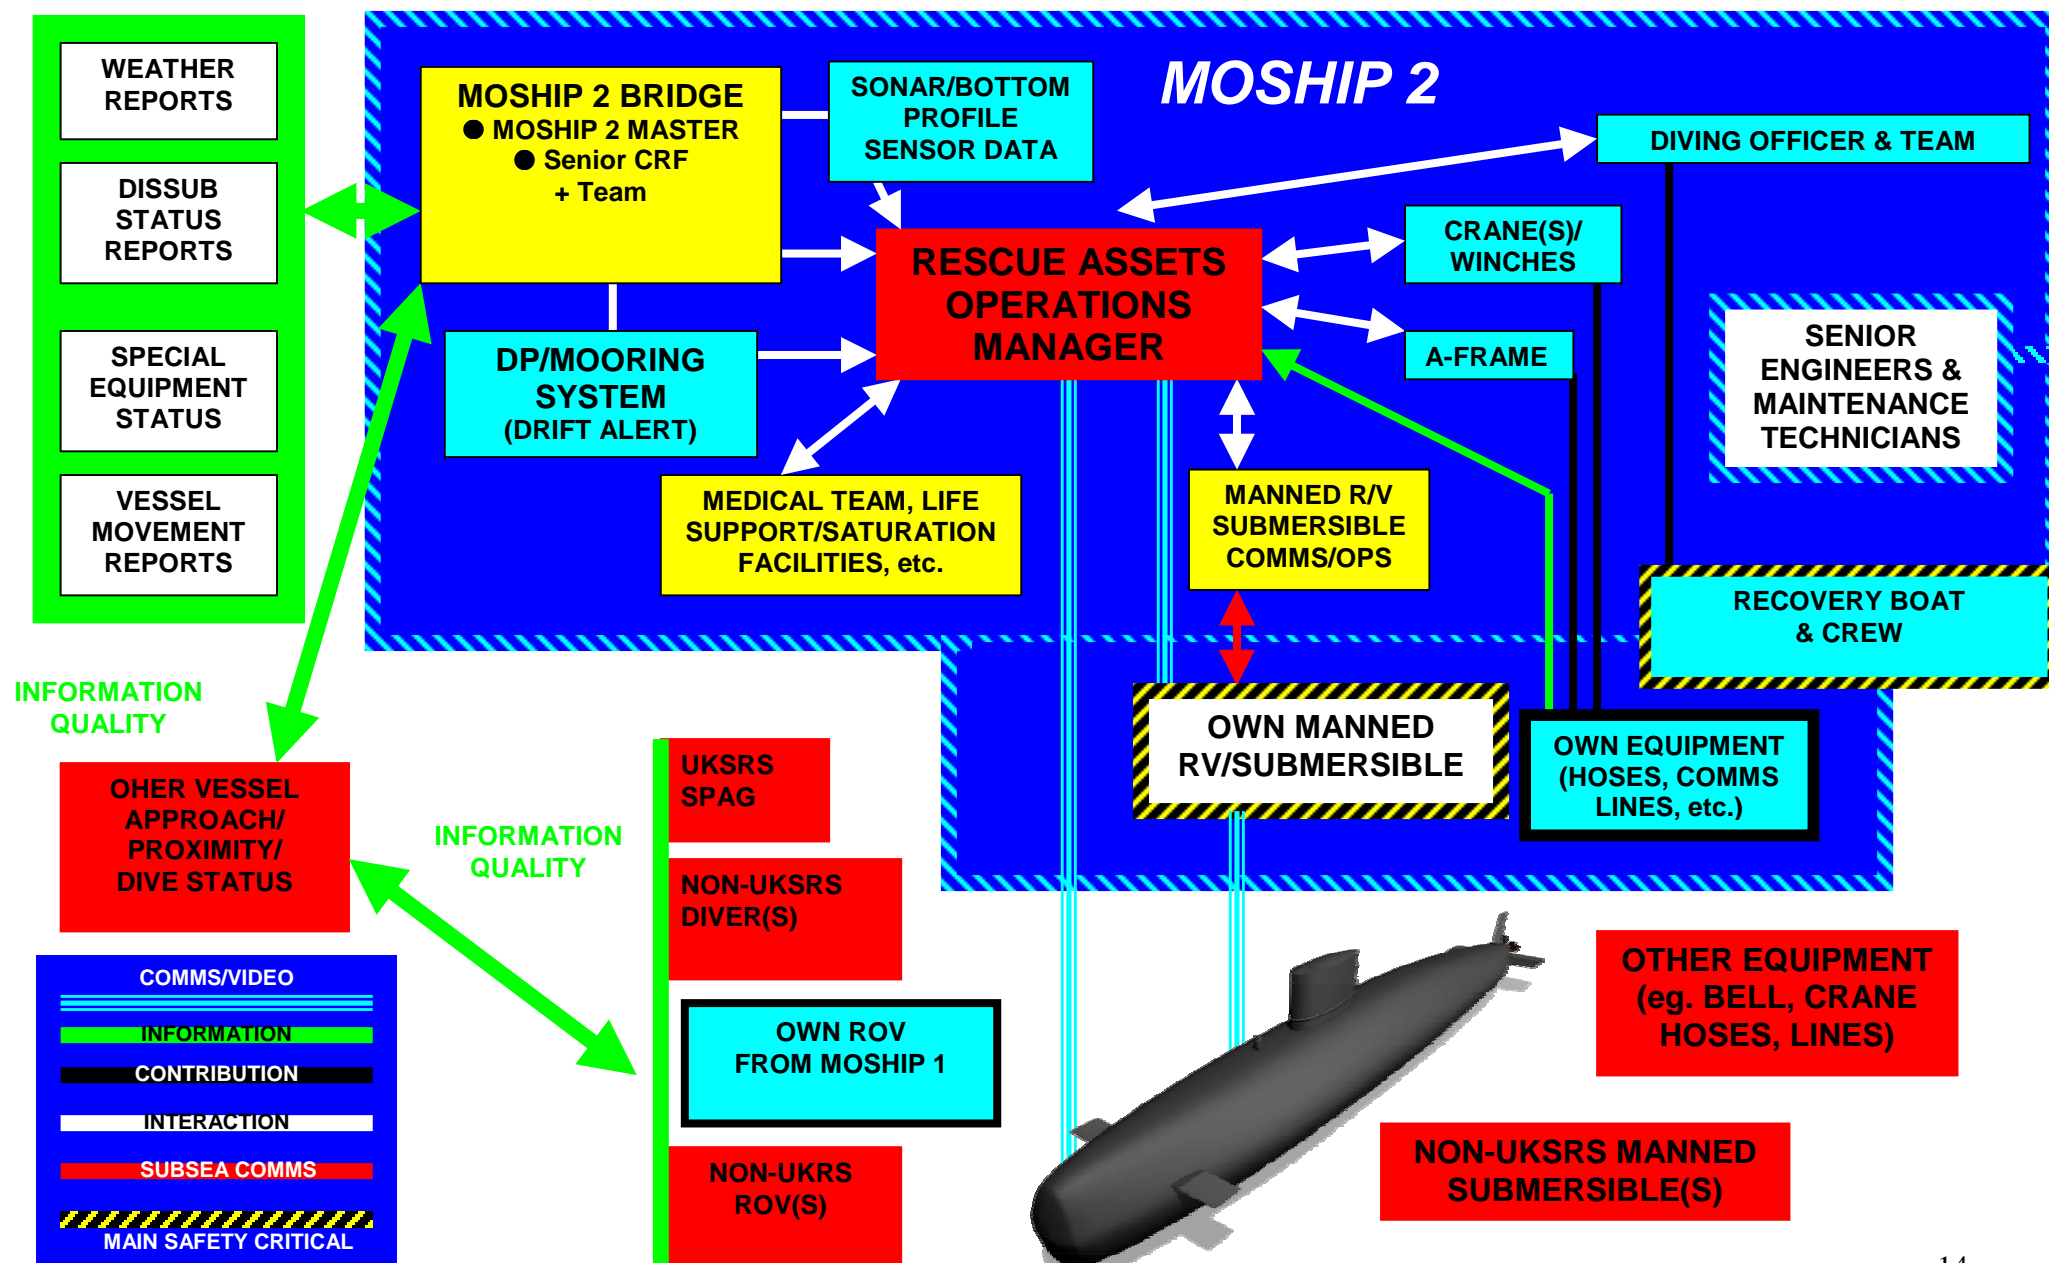 WEATHER
REPORTS
DISSUB
STATUS
REPORTS
SPECIAL
EQUIPMENT
STATUS
VESSEL
MOVEMENT
REPORTS
MOSHIP 2
MOSHIP 2 BRIDGE
● MOSHIP 2 MASTER
● Senior CRF
+ Team
SONAR/BOTTOM
PROFILE
SENSOR DATA
DIVING OFFICER & TEAM
CRANE(S)/
WINCHES
RESCUE ASSETS
OPERATIONS
MANAGER
A-FRAME
SENIOR
ENGINEERS &
MAINTENANCE
TECHNICIANS
DP/MOORING
SYSTEM
(DRIFT ALERT)
MEDICAL TEAM, LIFE
SUPPORT/SATURATION
FACILITIES, etc.
MANNED R/V
SUBMERSIBLE
COMMS/OPS
RECOVERY BOAT
& CREW
INFORMATION
QUALITY
OWN MANNED
RV/SUBMERSIBLE
OWN EQUIPMENT
(HOSES, COMMS
LINES, etc.)
OHER VESSEL
APPROACH/
PROXIMITY/
DIVE STATUS
INFORMATION
QUALITY
UKSRS
SPAG
NON-UKSRS
DIVER(S)
OWN ROV
FROM MOSHIP 1
NON-UKRS
ROV(S)
OTHER EQUIPMENT
(eg. BELL, CRANE
HOSES, LINES)
NON-UKSRS MANNED
SUBMERSIBLE(S)
COMMS/VIDEO
INFORMATION
CONTRIBUTION
INTERACTION
SUBSEA COMMS
MAIN SAFETY CRITICAL
14